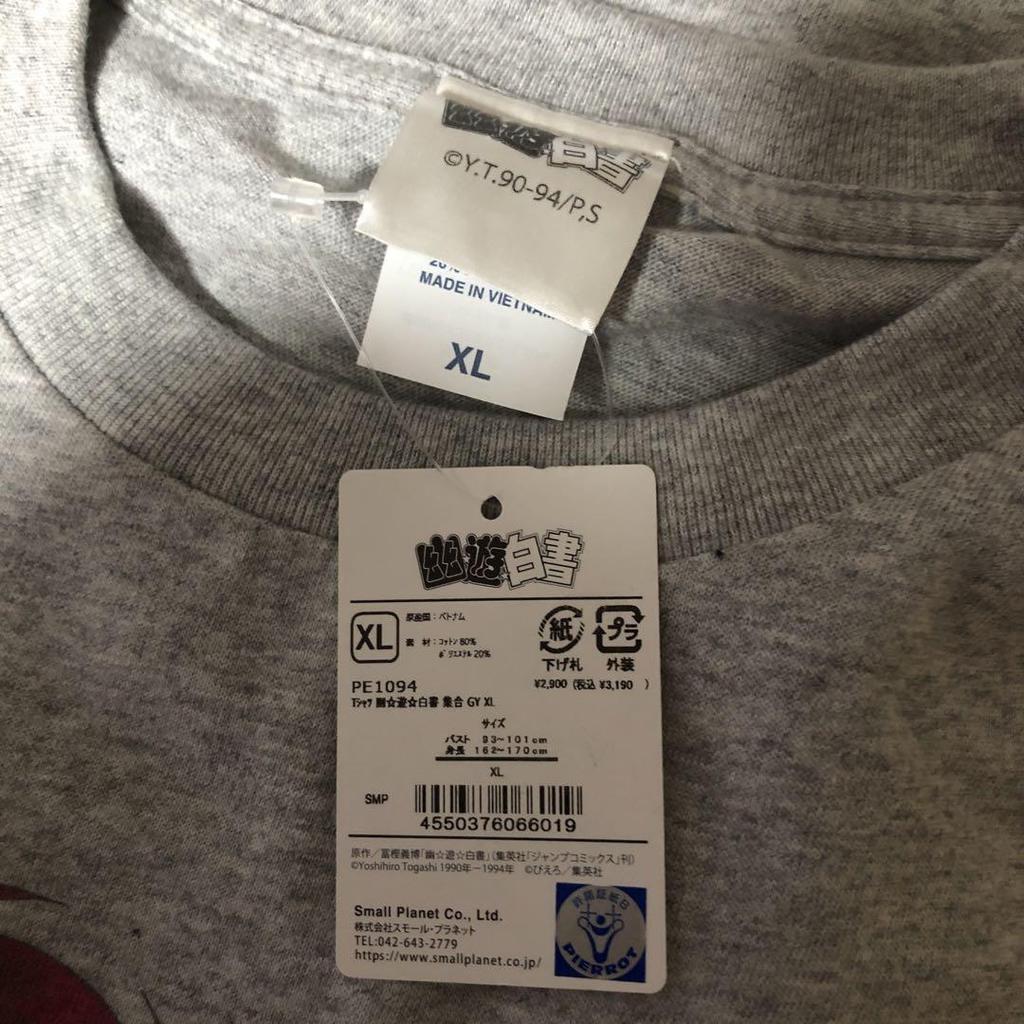 白書
©Y.T.90-94/P,S
MADE IN VIETNAM
XL
幽遊白書
XL
原産国:ベトナム
素 材:コットン 80%
ポリエステル 20%
紙
プラ
下げ札
外装
PE1094
¥2,900 (税込 ¥3,190 )
Tシャツ 幽☆遊☆白書 集合 GY XL
サイズ
バスト 93~101cm
身長 162~170cm
XL
SMP
4550376066019
原作/冨樫義博「幽☆遊☆白書」(集英社「ジャンプコミックス」刊)
©Yoshihiro Togashi 1990年-1994年 ©ぴえろ/集英社
Small Planet Co., Ltd.
株式会社スモール・プラネット
TEL:042-643-2779
https://www.smallplanet.co.jp/
PIERROT